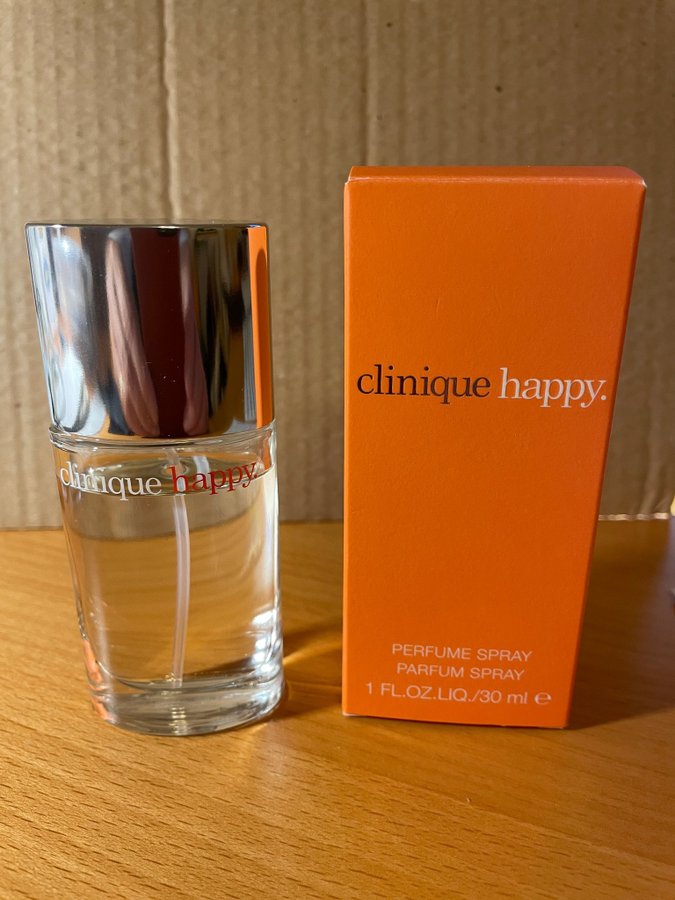 clinique happy.
clinique happy.
PERFUME SPRAY
PARFUM SPRAY
1 FL.OZ.LIQ./30 ml ℮